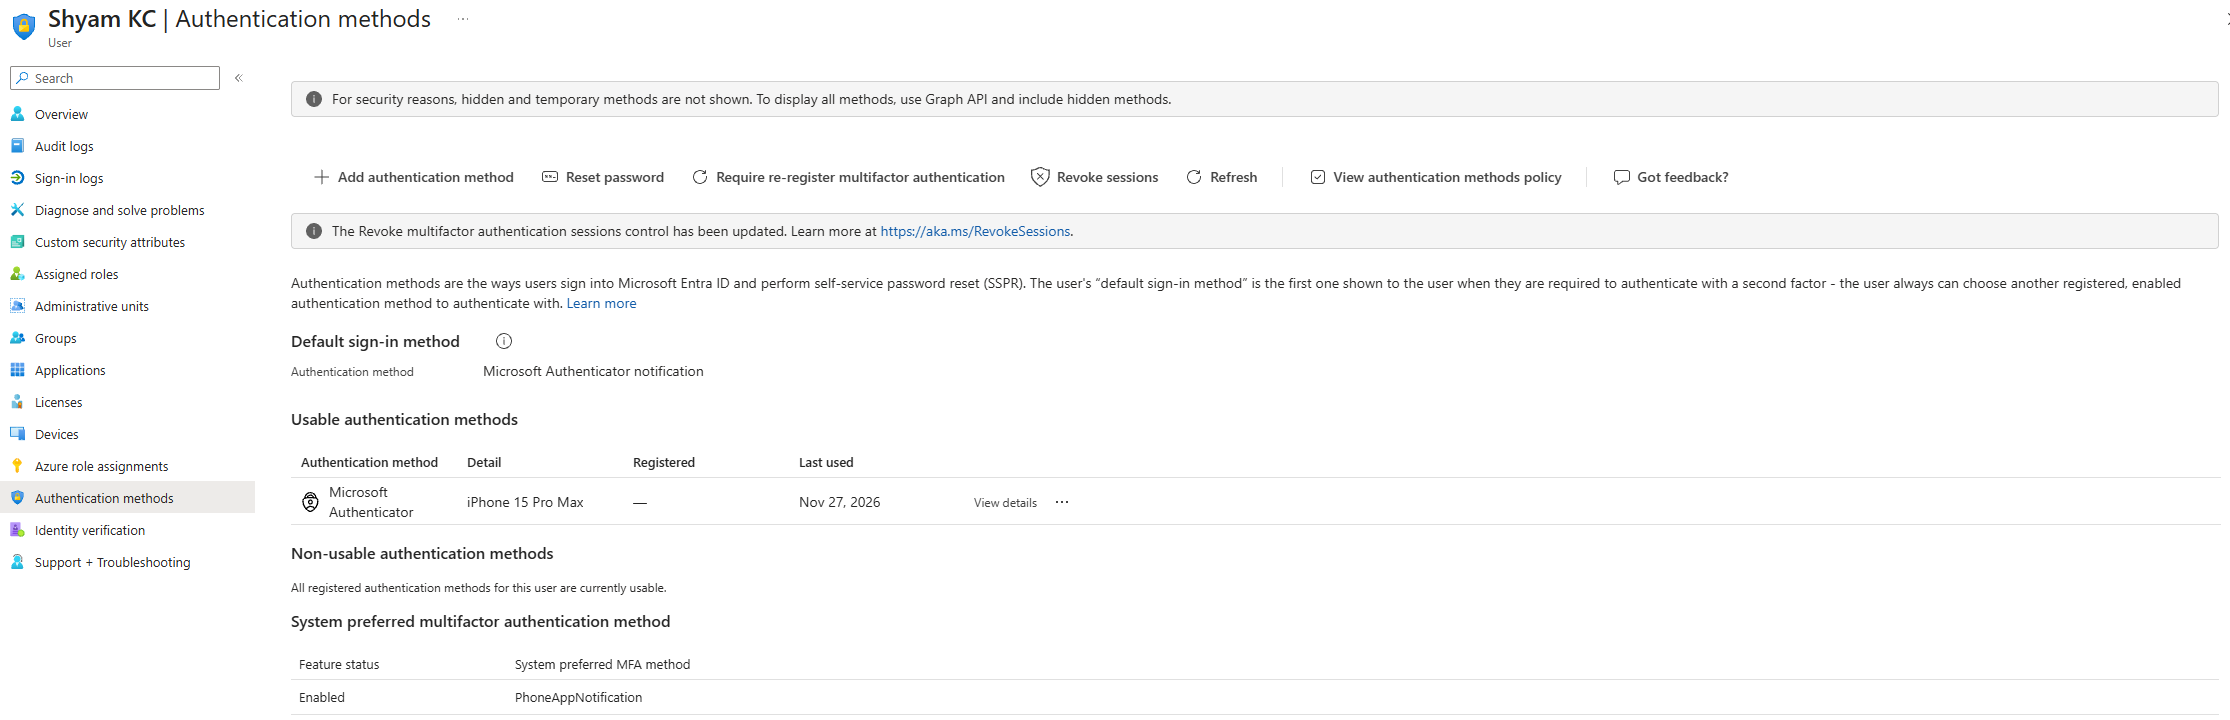 Shyam KC | Authentication methods ...
User
Search
«
Overview
Audit logs
Sign-in logs
Diagnose and solve problems
Custom security attributes
Assigned roles
Administrative units
Groups
Applications
Licenses
Devices
Azure role assignments
Authentication methods
Identity verification
Support + Troubleshooting
For security reasons, hidden and temporary methods are not shown. To display all methods, use Graph API and include hidden methods.
Add authentication method Reset password Require re-register multifactor authentication Revoke sessions Refresh View authentication methods policy Got feedback?
The Revoke multifactor authentication sessions control has been updated. Learn more at https://aka.ms/RevokeSessions.
Authentication methods are the ways users sign into Microsoft Entra ID and perform self-service password reset (SSPR). The user's “default sign-in method” is the first one shown to the user when they are required to authenticate with a second factor - the user always can choose another registered, enabled
authentication method to authenticate with. Learn more
Default sign-in method
Authentication method Microsoft Authenticator notification
Usable authentication methods
Authentication method Detail Registered Last used
Microsoft
Authenticator iPhone 15 Pro Max — Nov 27, 2026 View details ...
Non-usable authentication methods
All registered authentication methods for this user are currently usable.
System preferred multifactor authentication method
Feature status System preferred MFA method
Enabled PhoneAppNotification